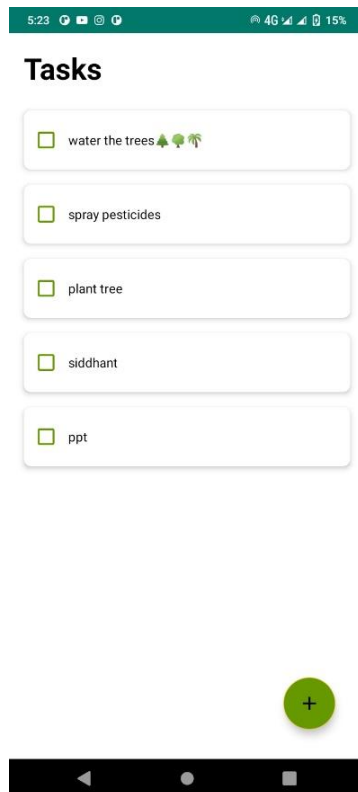 5:23 4G 15%
Tasks
water the trees🌲🌳🌴
spray pesticides
plant tree
siddhant
ppt
+